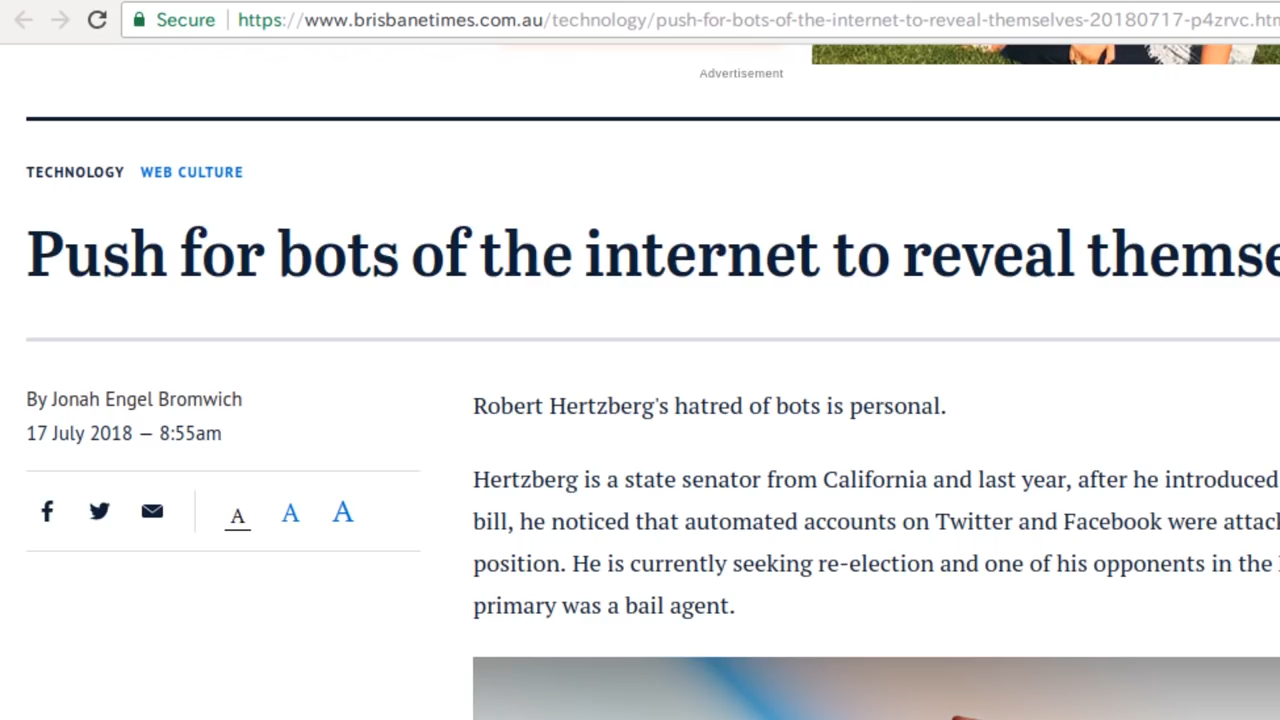 Secure https://www.brisbanetimes.com.au/technology/push-for-bots-of-the-internet-to-reveal-themselves-20180717-p4zrvc.htm
Advertisement
TECHNOLOGY WEB CULTURE
Push for bots of the internet to reveal themse
By Jonah Engel Bromwich
17 July 2018 — 8:55am
A A A
Robert Hertzberg's hatred of bots is personal.
Hertzberg is a state senator from California and last year, after he introduced
bill, he noticed that automated accounts on Twitter and Facebook were attac
position. He is currently seeking re-election and one of his opponents in the
primary was a bail agent.